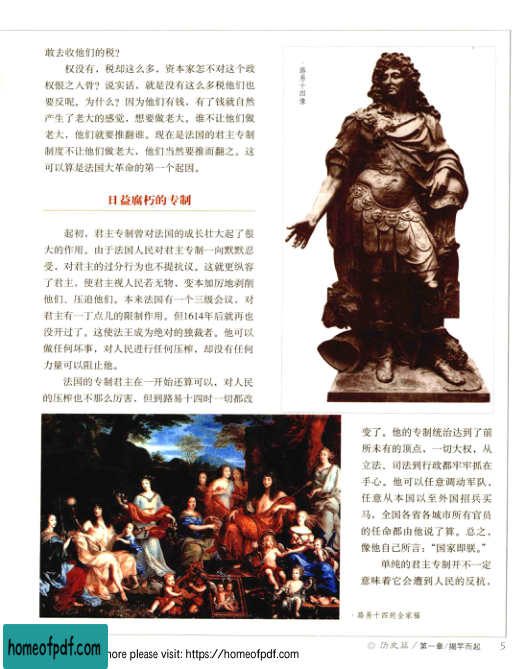 敢去收他们的税?
权没有，税却这么多，资本家怎不对这个政
权恨之入骨？说实话，就是没有这么多税他们也
要反呢。为什么？因为他们有钱，有了钱就自然
产生了老大的感觉，想要做老大。谁不让他们做
老大，他们就要推翻谁。现在是法国的君主专制
制度不让他们做老大，他们当然要推而翻之。这
可以算是法国大革命的第一个起因。
日益腐朽的专制
起初，君主专制曾对法国的成长壮大起了很
大的作用。由于法国人民对君主专制一向默默忍
受，对君主的过分行为也不提抗议。这就更纵容
了君主，使君主视人民若无物，变本加厉地剥削
他们、压迫他们。本来法国有一个三级会议，对
君主有一丁点儿的限制作用。但1614年后就再也
没开过了。这使法王成为绝对的独裁者。他可以
做任何坏事，对人民进行任何压榨，却没有任何
力量可以阻止他。
法国的专制君主在一开始还算可以，对人民
的压榨也不那么厉害，但到路易十四时一切都改
·路易十四像
变了。他的专制统治达到了前
所未有的顶点，一切大权，从
立法、司法到行政都牢牢抓在
手心。他可以任意调动军队，
任意从本国以至外国招兵买
马，全国各省各城市所有官员
的任命都由他说了算。总之，
像他自己所言：“国家即朕。”
单纯的君主专制并不一定
意味着它会遭到人民的反抗，
·路易十四的全家福
历史篇/第一章/揭竿而起 5
homeofpdf.com
more please visit: https://homeofpdf.com